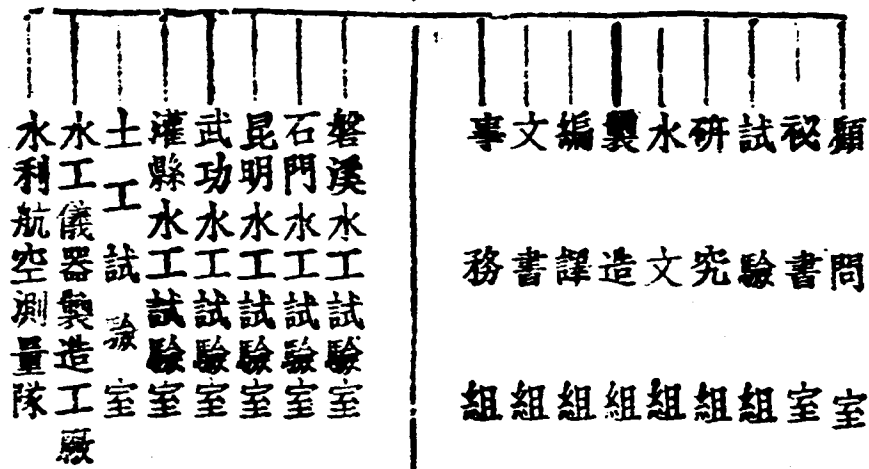 顧問室
祕書室
試驗組
研究組
水文組
製造組
編譯組
文書組
事務組
磐溪水工試驗室
石門水工試驗室
昆明水工試驗室
武功水工試驗室
灌縣水工試驗室
土工試驗室
水工儀器製造工廠
水利航空測量隊